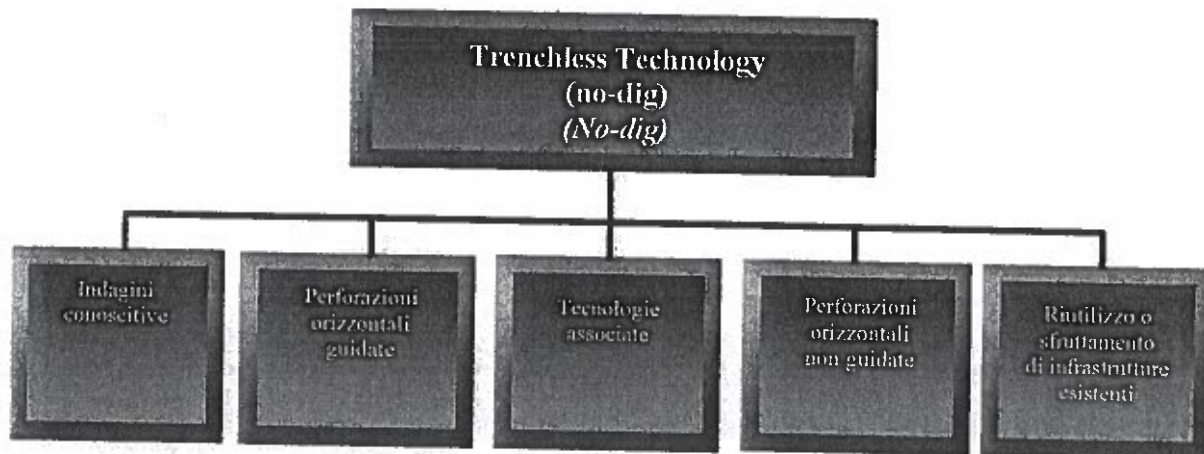 Trenchless Technology
(no-dig)
(No-dig)
Indagini
conoscitive
Perforazioni
orizzontali
guidate
Tecnologie
associate
Perforazioni
orizzontali
non guidate
Riutilizzo o
sfruttamento
di infrastrutture
esistenti